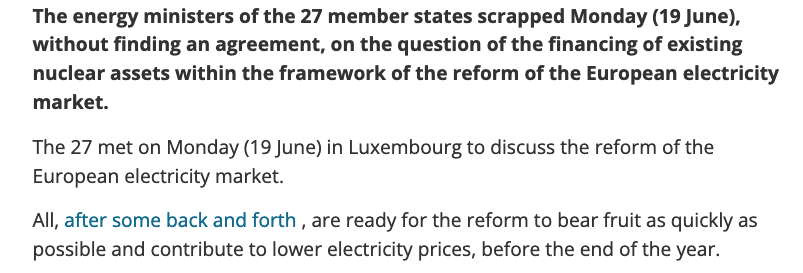 The energy ministers of the 27 member states scrapped Monday (19 June),
without finding an agreement, on the question of the financing of existing
nuclear assets within the framework of the reform of the European electricity
market.
The 27 met on Monday (19 June) in Luxembourg to discuss the reform of the
European electricity market.
All, after some back and forth , are ready for the reform to bear fruit as quickly as
possible and contribute to lower electricity prices, before the end of the year.